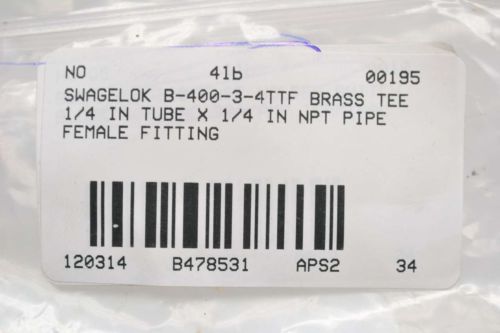 NO 4lb 00195
SWAGELOK B-400-3-4TTF BRASS TEE
1/4 IN TUBE X 1/4 IN NPT PIPE
FEMALE FITTING
120314 B478531 APS2 34